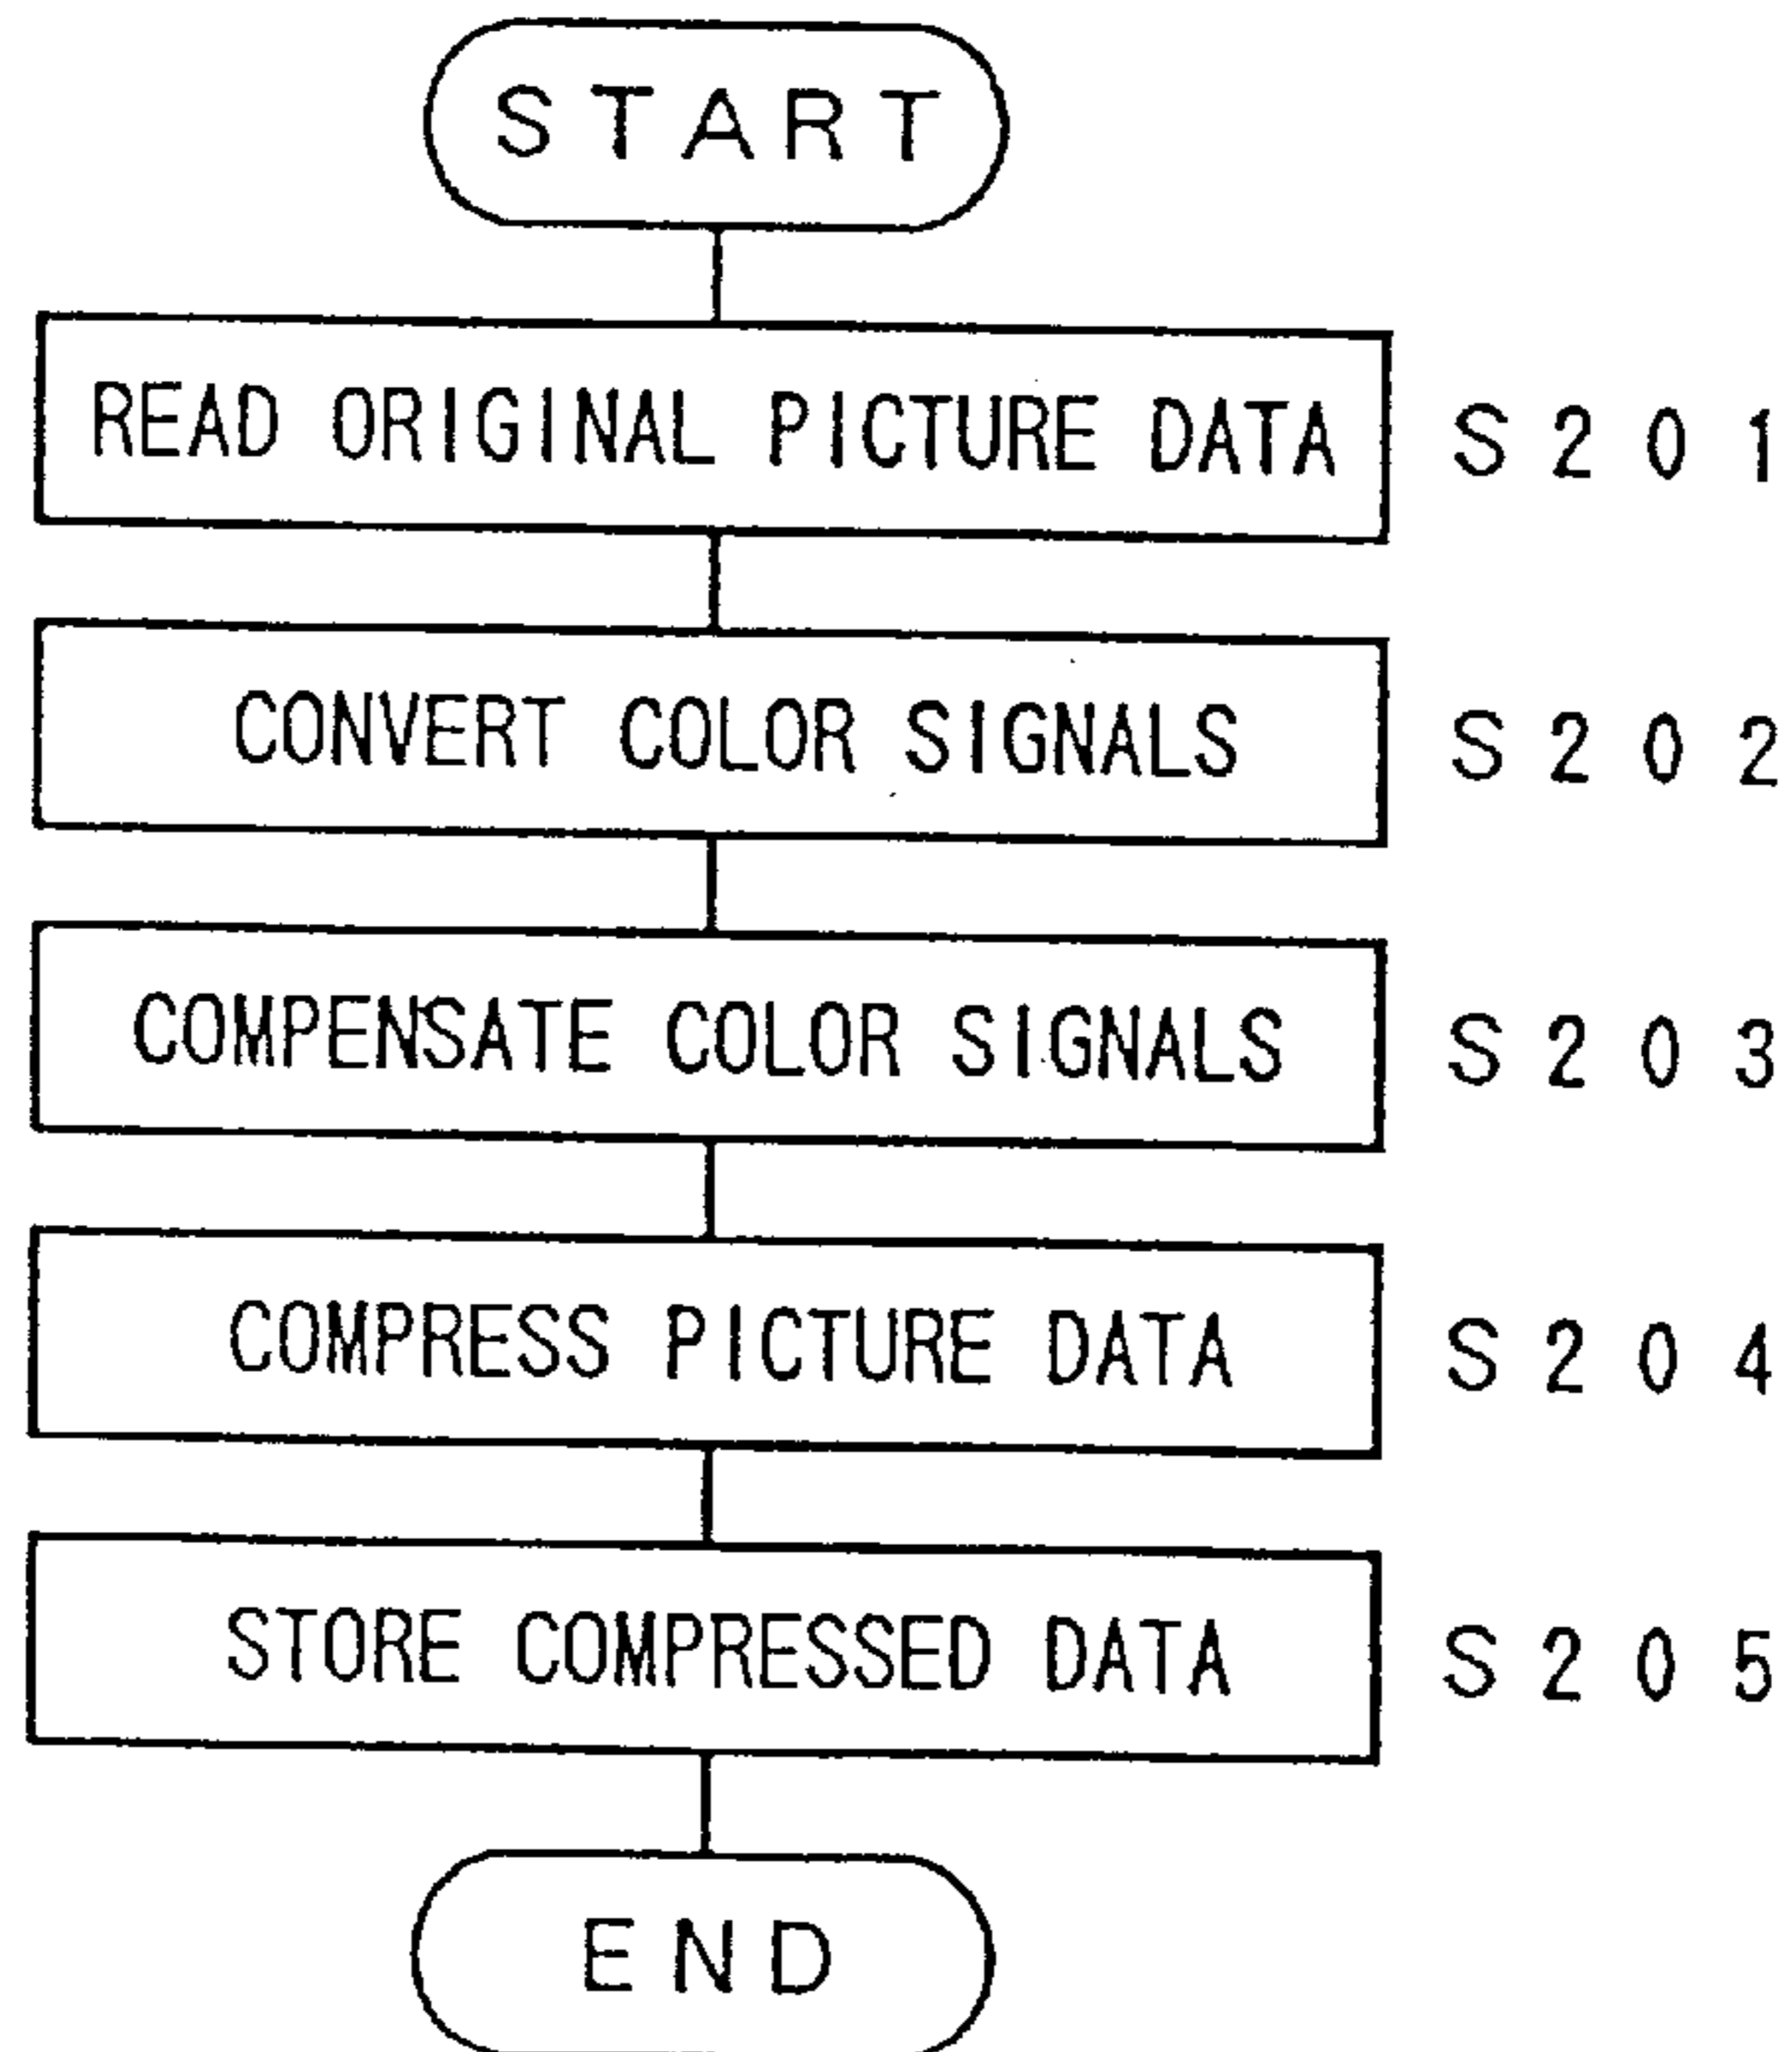 START
READ ORIGINAL PICTURE DATA S201
CONVERT COLOR SIGNALS S202
COMPENSATE COLOR SIGNALS S203
COMPRESS PICTURE DATA S204
STORE COMPRESSED DATA S205
END